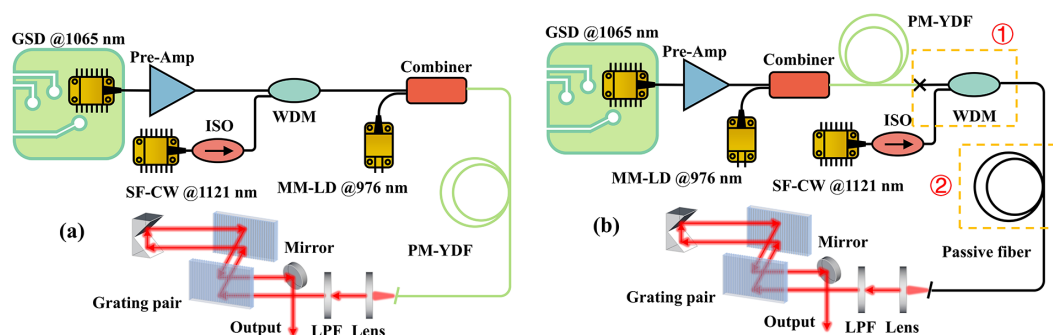 GSD @1065 nm
Pre-Amp
Combiner
WDM
ISO
SF-CW @1121 nm
MM-LD @976 nm
(a)
PM-YDF
Mirror
Grating pair
Output
LPF
Lens
PM-YDF
①
GSD @1065 nm
Pre-Amp
Combiner
WDM
ISO
MM-LD @976 nm
SF-CW @1121 nm
②
(b)
Passive fiber
Mirror
Grating pair
Output
LPF
Lens